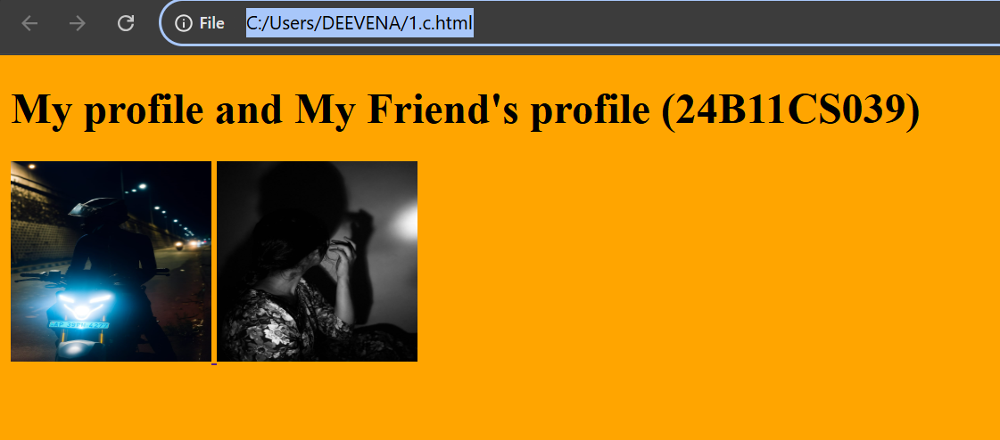 File C:/Users/DEEVENA/1.c.html
My profile and My Friend's profile (24B11CS039)